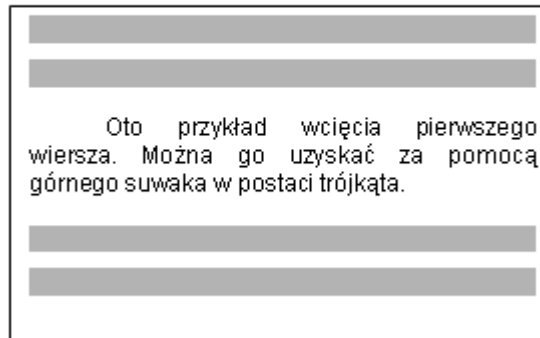 Oto przykład wcięcia pierwszego
wiersza. Można go uzyskać za pomocą
górnego suwaka w postaci trójkąta.